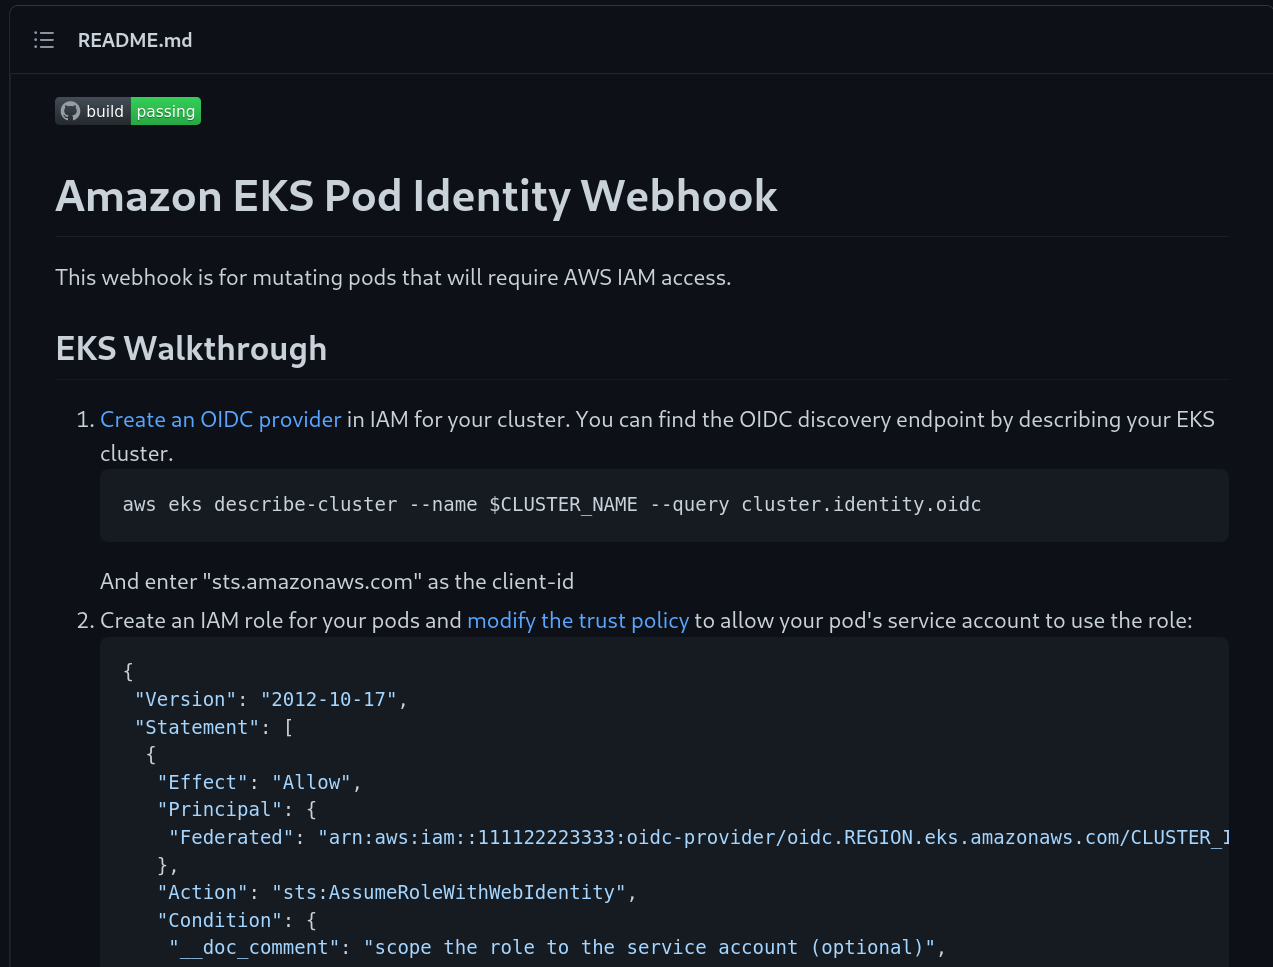 README.md
build passing
Amazon EKS Pod Identity Webhook
This webhook is for mutating pods that will require AWS IAM access.
EKS Walkthrough
1. Create an OIDC provider in IAM for your cluster. You can find the OIDC discovery endpoint by describing your EKS
cluster.
aws eks describe-cluster --name $CLUSTER_NAME --query cluster.identity.oidc
And enter "sts.amazonaws.com" as the client-id
2. Create an IAM role for your pods and modify the trust policy to allow your pod's service account to use the role:
{
"Version": "2012-10-17",
"Statement": [
{
"Effect": "Allow",
"Principal": {
"Federated": "arn:aws:iam::111122223333:oidc-provider/oidc.REGION.eks.amazonaws.com/CLUSTER_I
},
"Action": "sts:AssumeRoleWithWebIdentity",
"Condition": {
"__doc_comment": "scope the role to the service account (optional)",